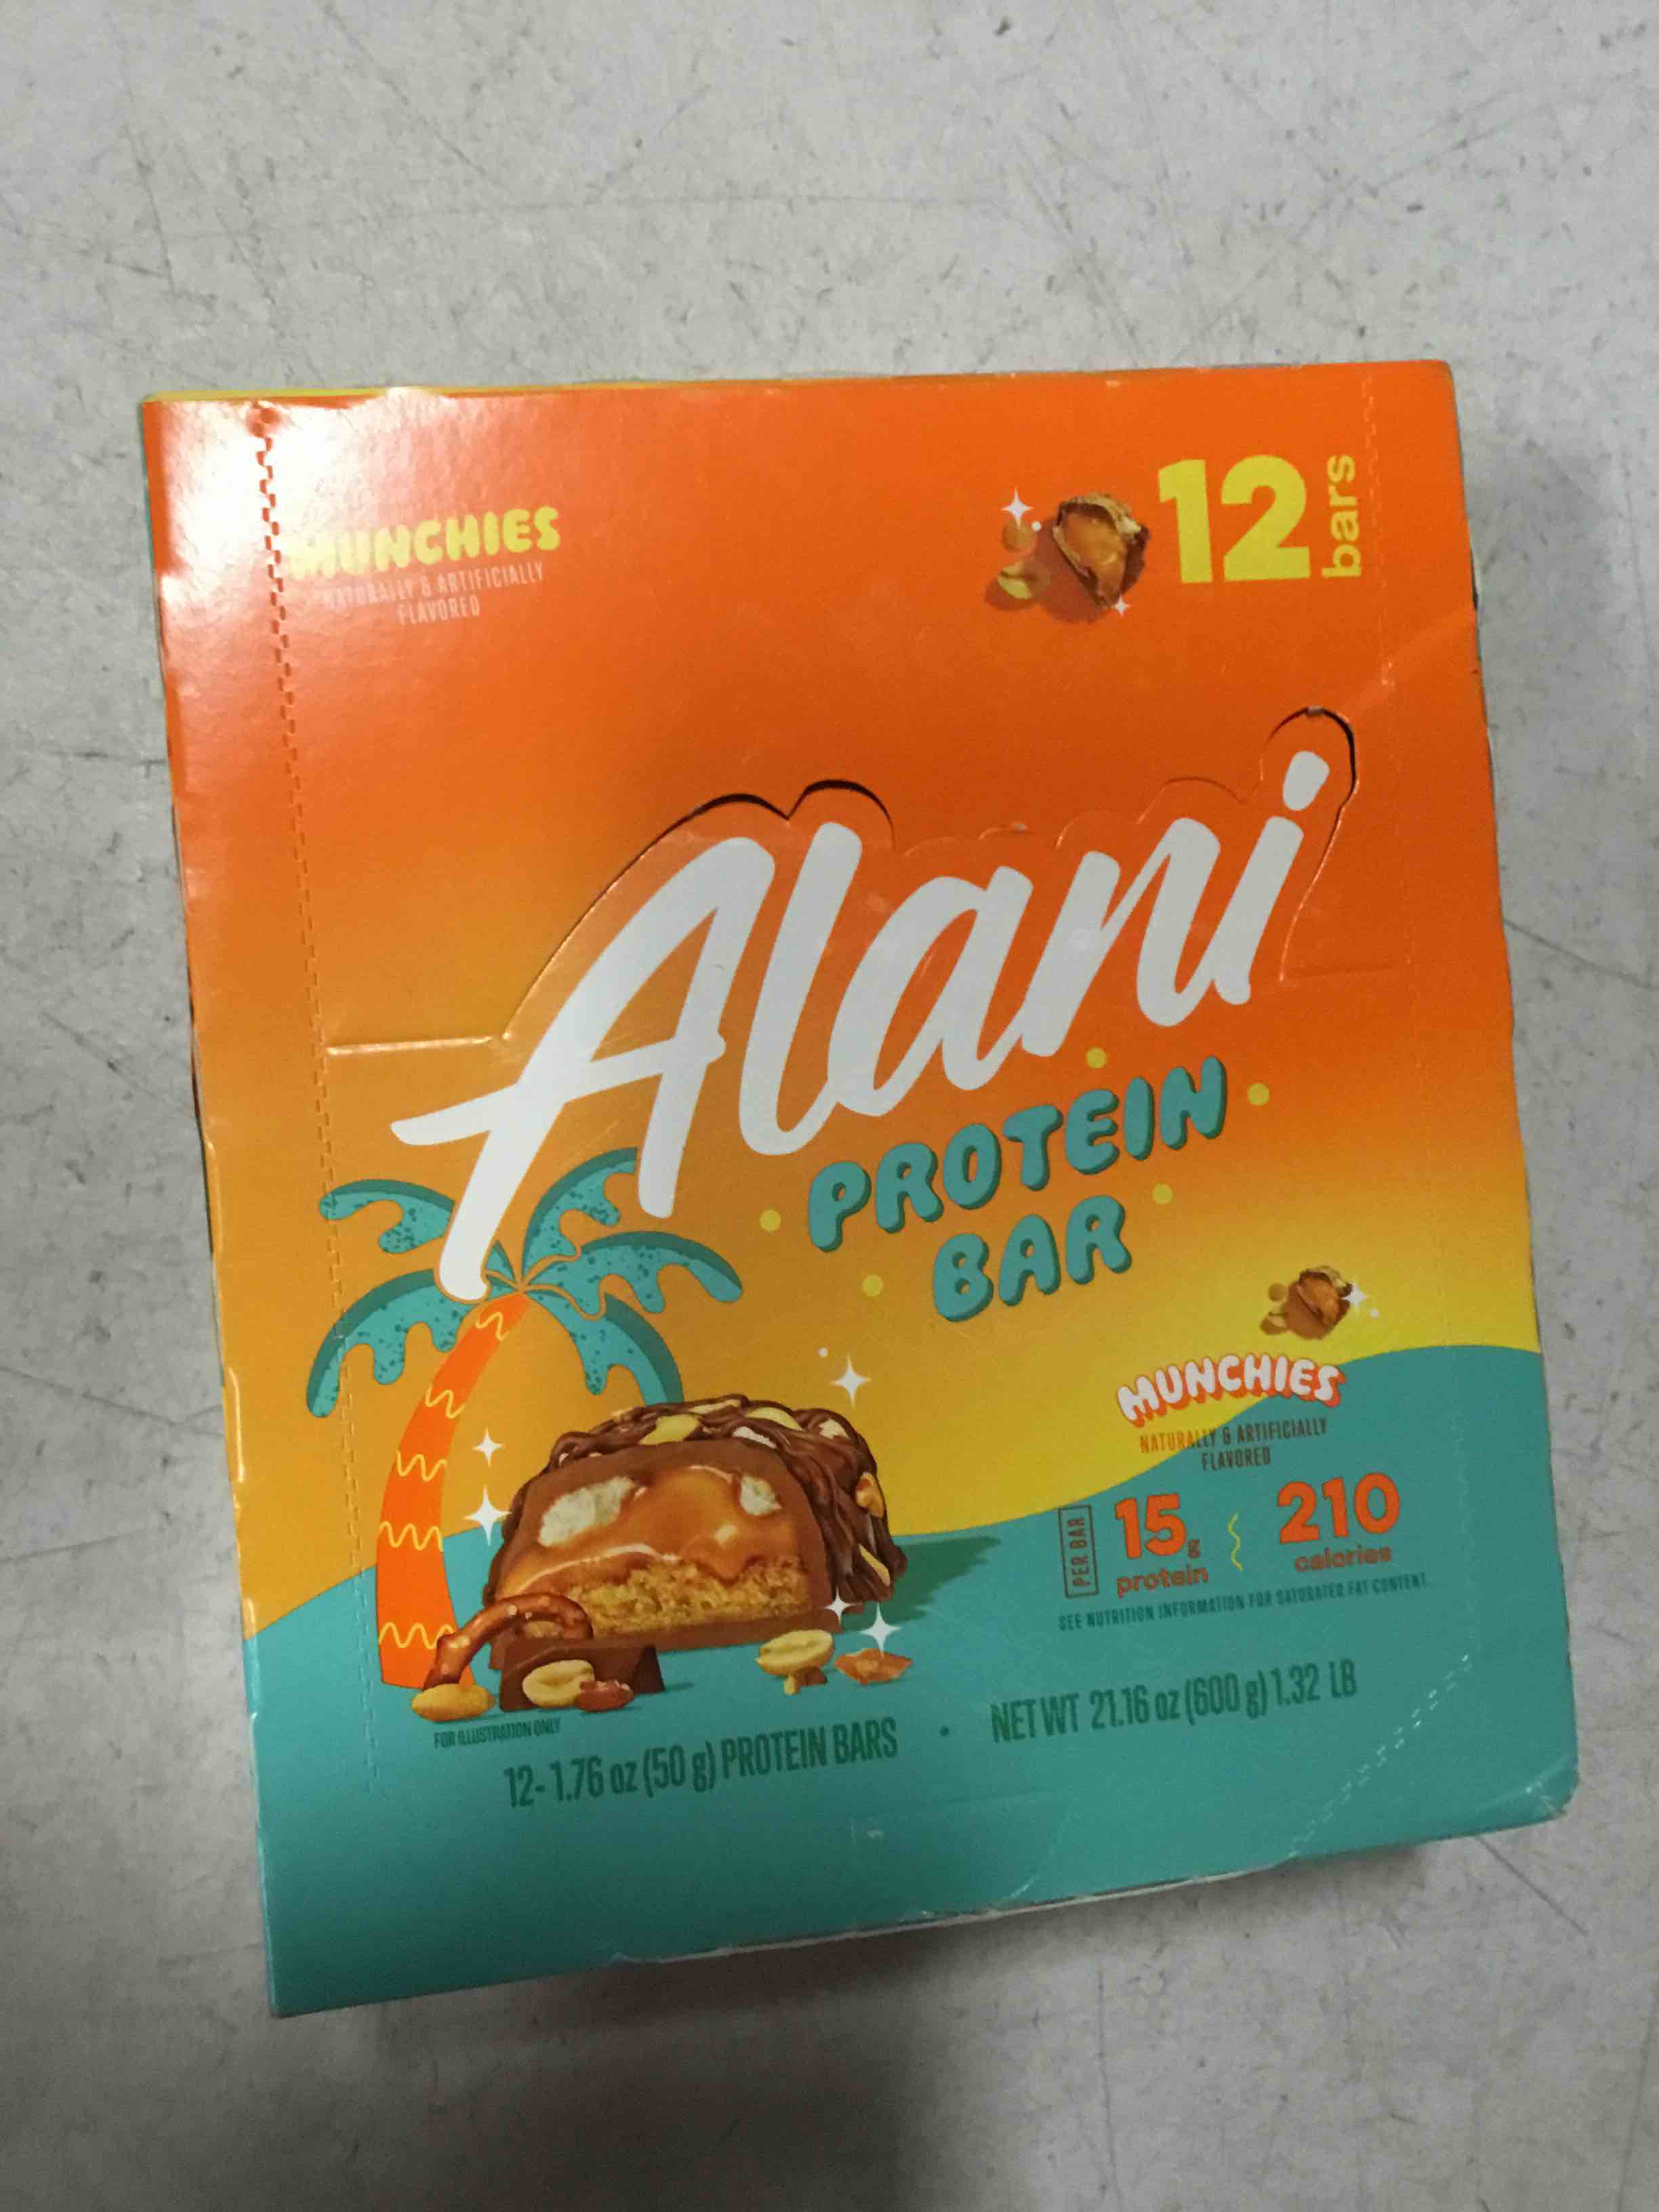 MUNCHIES
NATURALLY & ARTIFICIALLY
FLAVORED
12
bars
Alani
PROTEIN
BAR
MUNCHIES
NATURALLY & ARTIFICIALLY
FLAVORED
PER BAR
15g
protein
210
calories
SEE NUTRITION INFORMATION FOR SATURATED FAT CONTENT.
FOR ILLUSTRATION ONLY
12- 1.76 oz (50 g) PROTEIN BARS • NET WT 21.16 oz (600 g) 1.32 LB